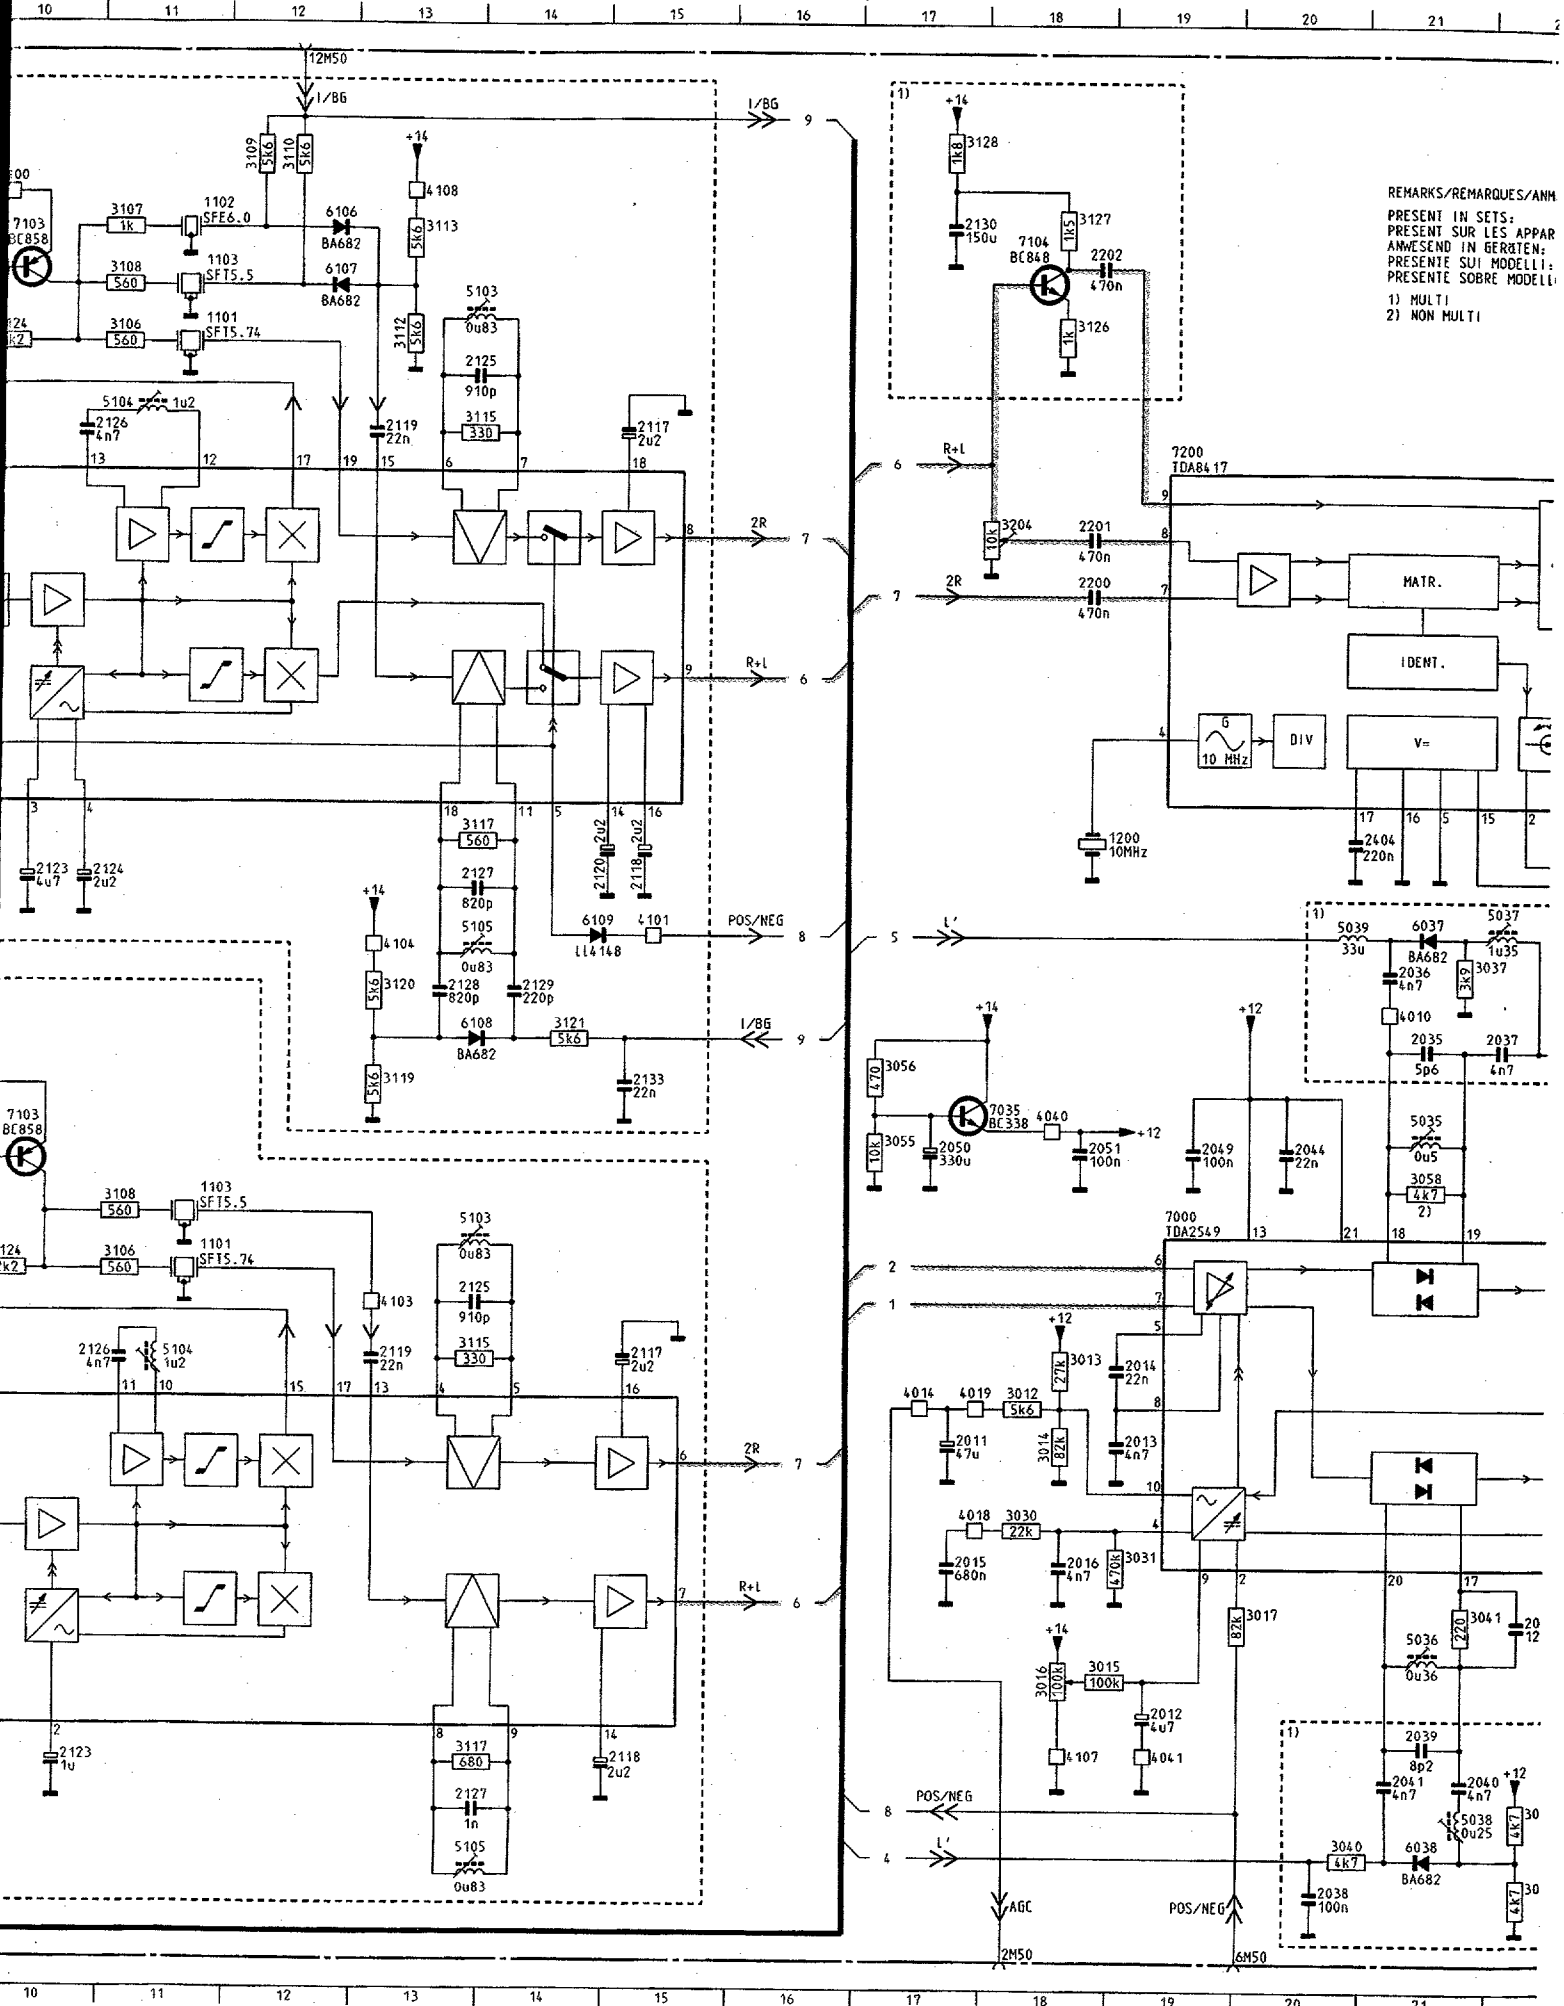 10 11 12 13 14 15 16 17 18 19 20 21
12M50
I/BG
I/BG
9
1)
+14
3128
1k8
3109
5k6
3110
5k6
+14
4108
REMARKS/REMARQUES/ANM
PRESENT IN SETS:
PRESENT SUR LES APPAR
ANWESEND IN GERÄTEN:
PRESENTE SUI MODELLI:
PRESENTE SOBRE MODELL
1) MULTI
2) NON MULTI
7103
BC858
3107
1k
1102
SFE6.0
6106
BA682
3113
5k6
2130
150u
3127
1k5
7104
BC848
2202
470n
3108
560
1103
SFT5.5
6107
BA682
5103
0u83
3126
1k
3106
560
1101
SFT5.74
3112
5k6
2125
910p
5104
1u2
2126
4n7
2119
22n
3115
330
2117
2u2
13 12 17 19 15 6 7 18
6
R+L
7200
TDA8417
9
3204
10k
2201
470n
8
8
2R
7
7
2R
2200
470n
7
MATR.
IDENT.
9
R+L
6
4
G
10 MHz
DIV
V=
3 4 18 11 5 14 16
17 16 5 15 2
3117
560
2120
2u2
2118
2u2
1200
10MHz
2404
220n
2123
4u7
2124
2u2
2127
820p
+14
4104
5105
0u83
6109
LL4148
4101
POS/NEG
8
5
L'
1)
5039
33u
6037
BA682
5037
1u35
3120
5k6
2128
820p
2129
220p
2036
4n7
3037
3k9
4010
6108
BA682
3121
5k6
I/BG
9
+14
+12
2035
5p6
2037
4n7
3119
5k6
2133
22n
3056
470
7035
BC338
4040
+12
3055
10k
2050
330u
2051
100n
2049
100n
2044
22n
5035
0u5
3058
4k7
2)
7103
BC858
3108
560
1103
SFT5.5
3106
560
1101
SFT5.74
5103
0u83
7000
TDA2549
13 21 18 19
2
6
1
7
4103
2125
910p
5
+12
3013
27k
2014
22n
2126
4n7
5104
1u2
2119
22n
3115
330
2117
2u2
11 10 15 17 13 4 5 16
4014
4019
3012
5k6
8
2011
47u
3014
82k
2013
4n7
6
2R
7
10
4018
3030
22k
4
2015
680n
2016
4n7
3031
470k
9 2 20 17
7
R+L
6
3017
82k
3041
220
+14
3016
100k
3015
100k
5036
0u36
2012
4u7
4107
4041
2
2123
1u
8 9 14
3117
680
2118
2u2
2127
1n
5105
0u83
1)
2039
8p2
2041
4n7
2040
4n7
+12
8
POS/NEG
5038
0u25
4k7
4
L'
3040
4k7
6038
BA682
2038
100n
4k7
AGC
POS/NEG
2M50
6M50
10 11 12 13 14 15 16 17 18 19 20 21